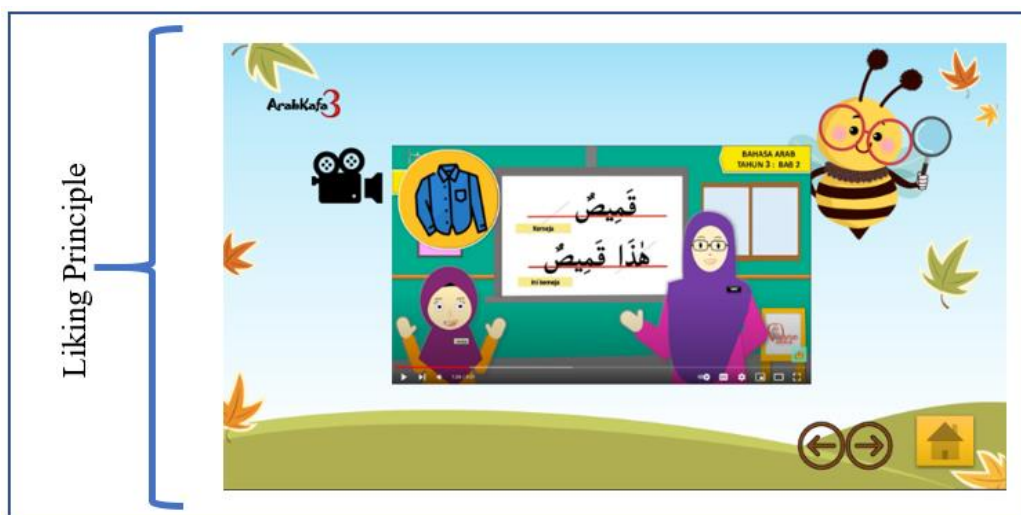 Liking Principle
ArabKafa3
BAHASA ARAB
TAHUN 3 : BAB 2
قَمِيصٌ
Kemeja
هٰذَا قَمِيصٌ
Ini kemeja